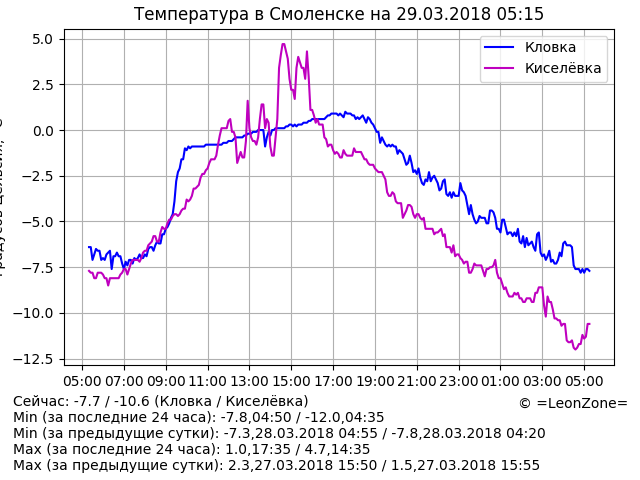 Температура в Смоленске на 29.03.2018 05:15
5.0
2.5
0.0
−2.5
−5.0
−7.5
−10.0
−12.5
Кловка
Киселёвка
05:00 07:00 09:00 11:00 13:00 15:00 17:00 19:00 21:00 23:00 01:00 03:00 05:00
Сейчас: -7.7 / -10.6 (Кловка / Киселёвка)
© =LeonZone=
Min (за последние 24 часа): -7.8,04:50 / -12.0,04:35
Min (за предыдущие сутки): -7.3,28.03.2018 04:55 / -7.8,28.03.2018 04:20
Max (за последние 24 часа): 1.0,17:35 / 4.7,14:35
Max (за предыдущие сутки): 2.3,27.03.2018 15:50 / 1.5,27.03.2018 15:55